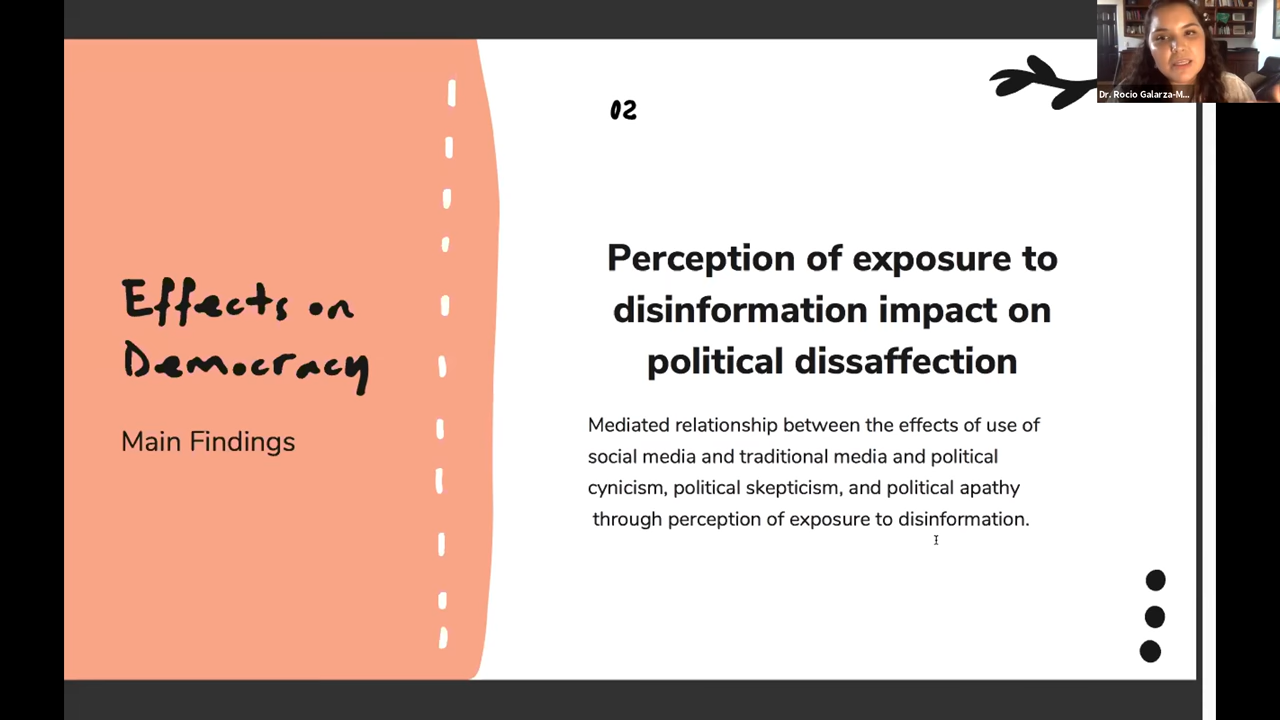 Dr. Rocio Galarza-M...
02
Effects on
Democracy
Main Findings
Perception of exposure to
disinformation impact on
political dissaffection
Mediated relationship between the effects of use of
social media and traditional media and political
cynicism, political skepticism, and political apathy
through perception of exposure to disinformation.